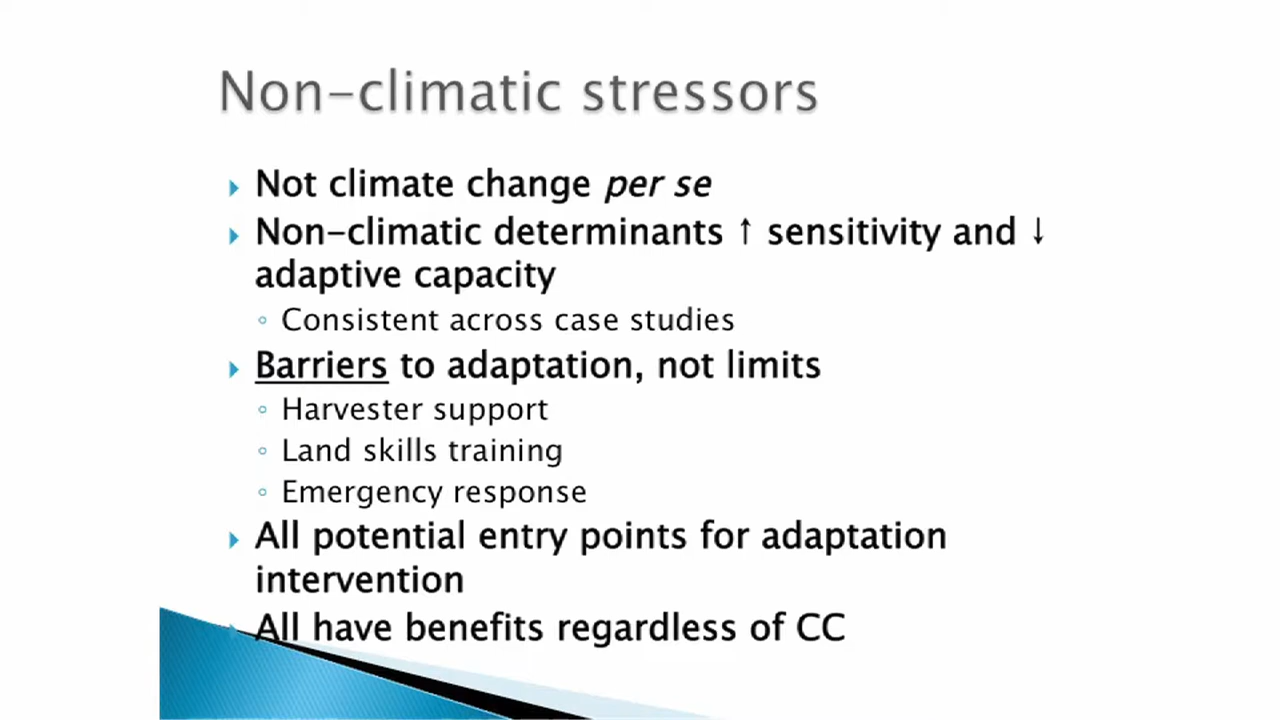 Non-climatic stressors
Not climate change per se
Non-climatic determinants ↑ sensitivity and ↓
adaptive capacity
Consistent across case studies
Barriers to adaptation, not limits
Harvester support
Land skills training
Emergency response
All potential entry points for adaptation
intervention
All have benefits regardless of CC